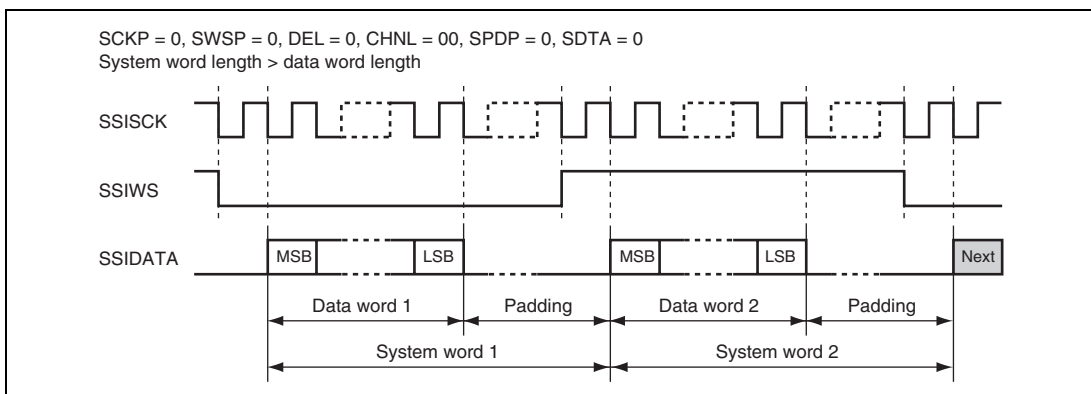 SCKP = 0, SWSP = 0, DEL = 0, CHNL = 00, SPDP = 0, SDTA = 0
System word length > data word length
SSISCK
SSIWS
SSIDATA
MSB
LSB
MSB
LSB
Next
Data word 1
Padding
Data word 2
Padding
System word 1
System word 2